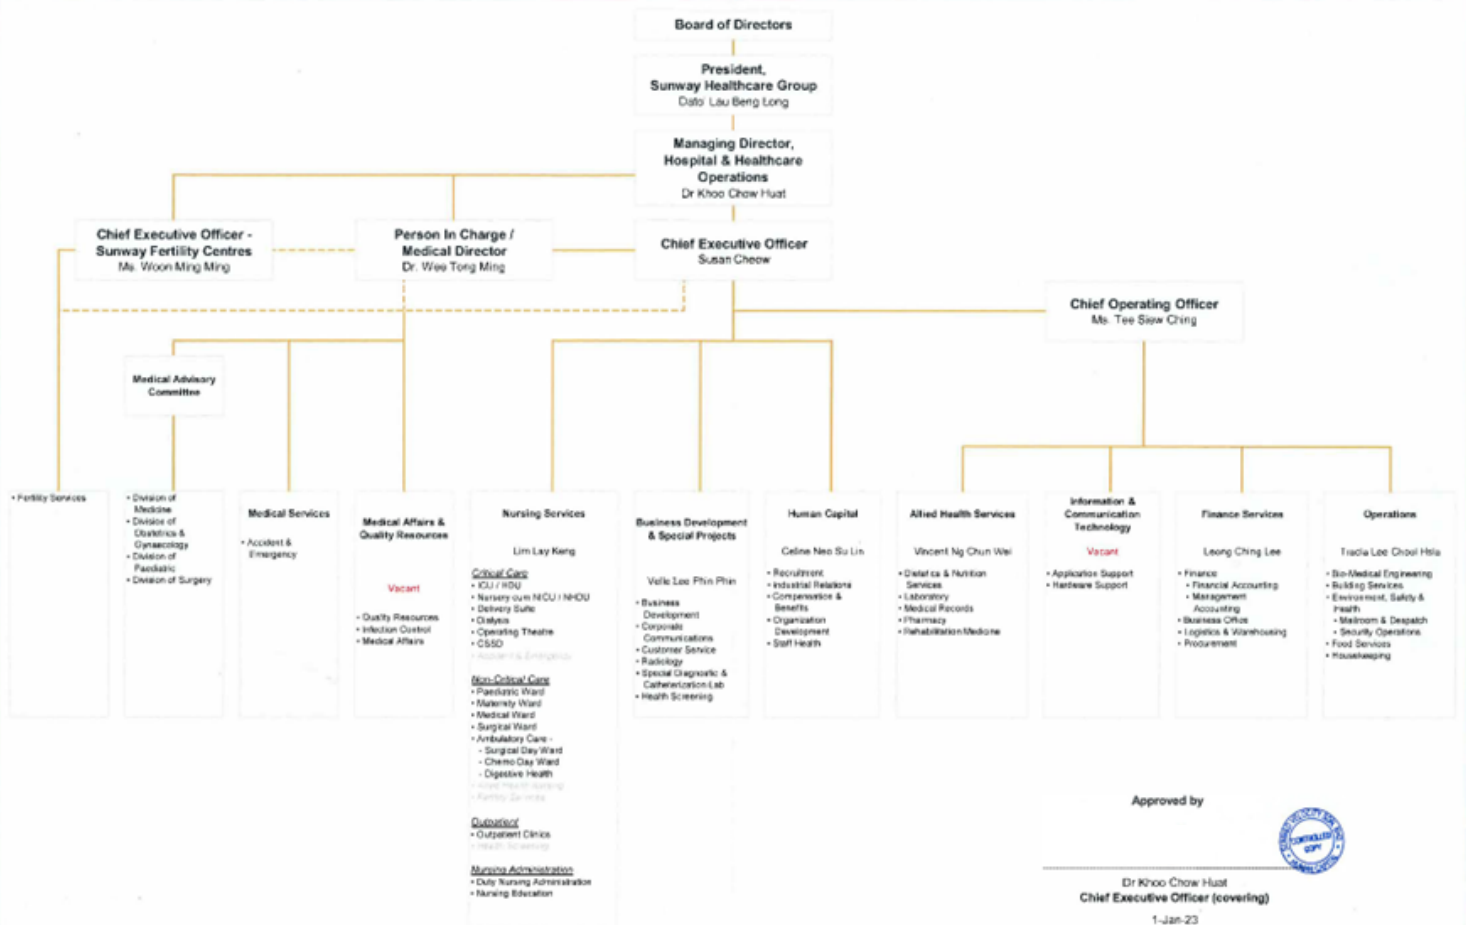 Board of Directors
President,
Sunway Healthcare Group
Dato' Lau Beng Long
Managing Director,
Hospital & Healthcare
Operations
Dr Khoo Chow Huat
Chief Executive Officer -
Sunway Fertility Centres
Ms. Woon Ming Ming
Person In Charge /
Medical Director
Dr. Wee Tong Ming
Chief Executive Officer
Susan Cheow
Chief Operating Officer
Ms. Tee Siew Ching
Medical Advisory
Committee
• Fertility Services
• Division of
Medicine
• Division of
Obstetrics &
Gynaecology
• Division of
Paediatric
• Division of Surgery
Medical Services
• Accident &
Emergency
Medical Affairs &
Quality Resources
Vacant
• Quality Resources
• Infection Control
• Medical Affairs
Nursing Services
Lim Lay Keng
Critical Care
• ICU / HDU
• Nursery cum NICU / NHDU
• Delivery Suite
• Dialysis
• Operating Theatre
• CSSD
• Accident & Emergency
Non-Critical Care
• Paediatric Ward
• Maternity Ward
• Medical Ward
• Surgical Ward
• Ambulatory Care -
- Surgical Day Ward
- Chemo Day Ward
- Digestive Health
• Fertility Services
Outpatient
• Outpatient Clinics
• Health Screening
Nursing Administration
• Duty Nursing Administration
• Nursing Education
Business Development
& Special Projects
Velle Lee Phin Phin
• Business
Development
• Corporate
Communications
• Customer Service
• Radiology
• Special Diagnostic &
Catheterization Lab
• Health Screening
Human Capital
Celine Neo Su Lin
• Recruitment
• Industrial Relations
• Compensation &
Benefits
• Organization
Development
• Staff Health
Allied Health Services
Vincent Ng Chun Wei
• Dietetics & Nutrition
Services
• Laboratory
• Medical Records
• Pharmacy
• Rehabilitation Medicine
Information &
Communication
Technology
Vacant
• Application Support
• Hardware Support
Finance Services
Leong Ching Lee
• Finance
• Financial Accounting
• Management
Accounting
• Business Office
• Logistics & Warehousing
• Procurement
Operations
Tracia Lee Chooi Hsia
• Bio-Medical Engineering
• Building Services
• Environment, Safety &
Health
• Mailroom & Despatch
• Security Operations
• Food Services
• Housekeeping
Approved by
CONTROLLED
COPY
Dr Khoo Chow Huat
Chief Executive Officer (covering)
1-Jan-23